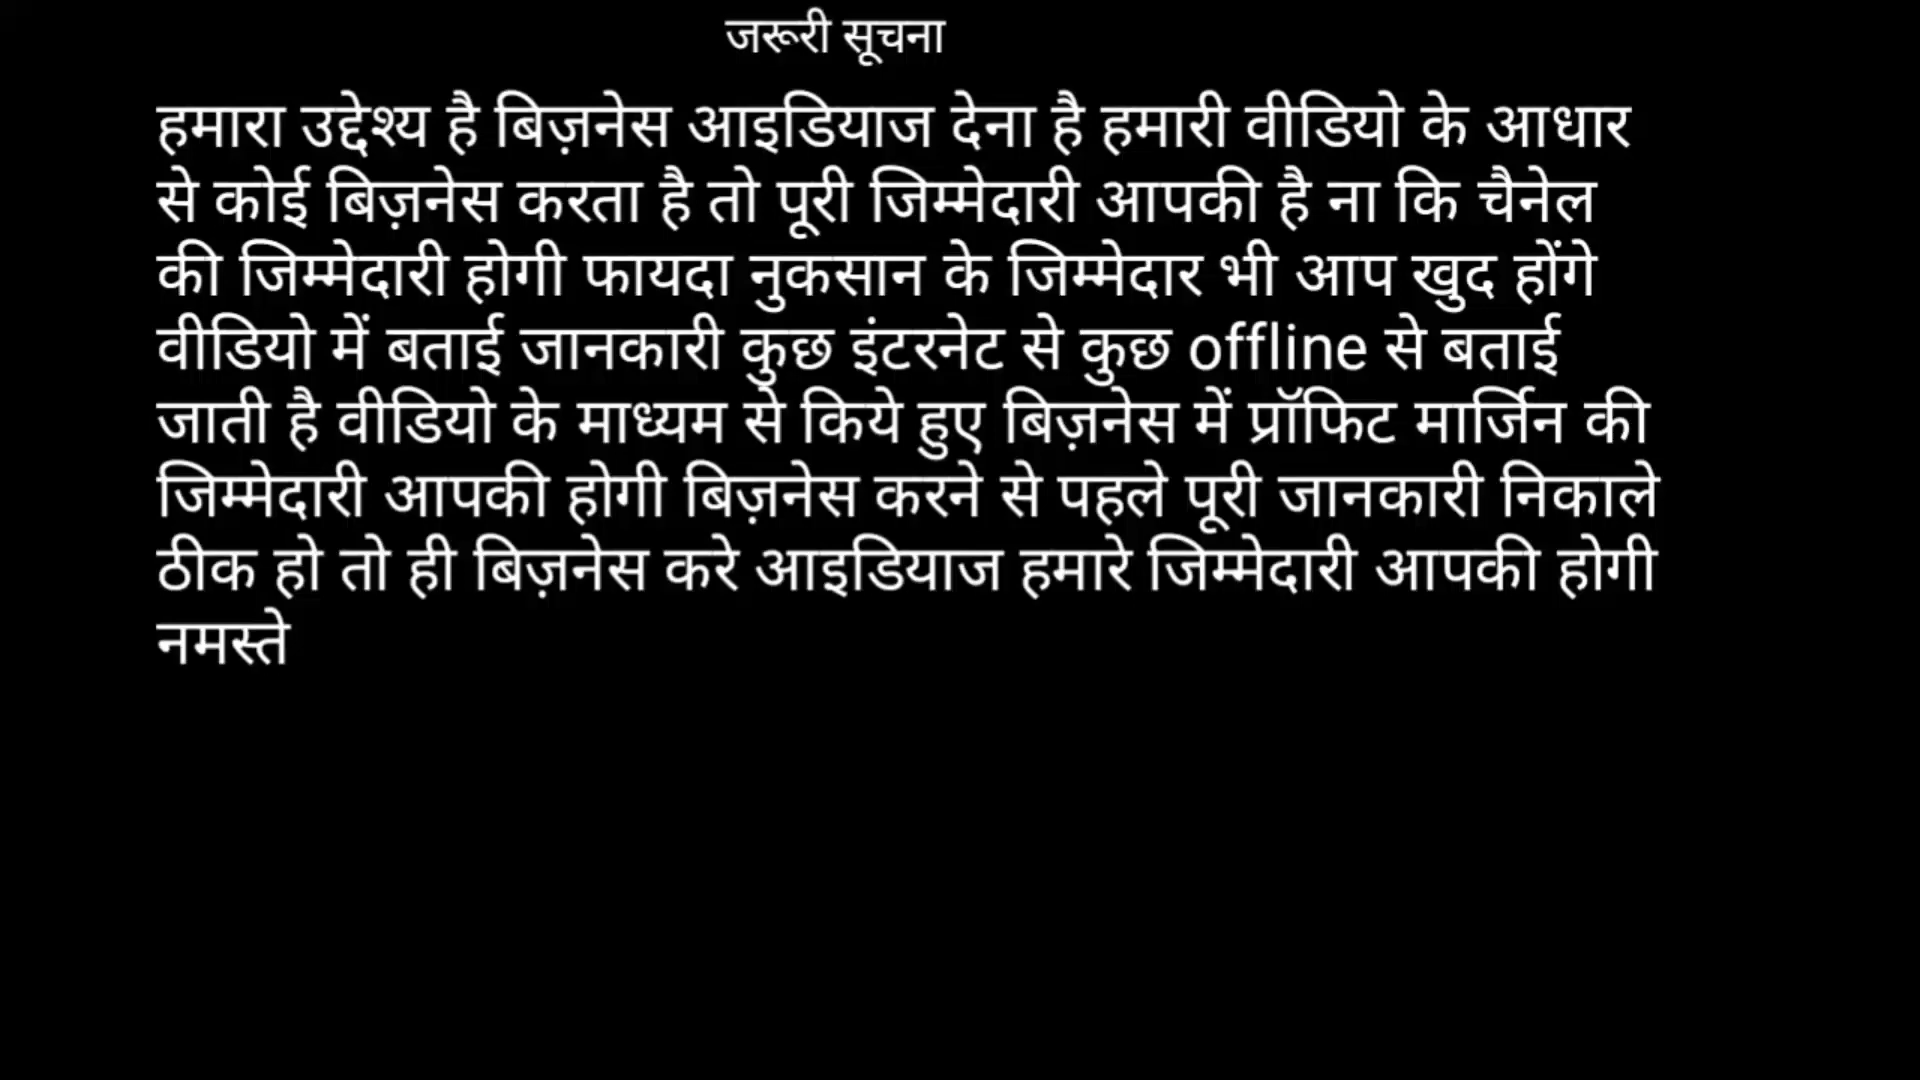 जरूरी सूचना
हमारा उद्देश्य है बिज़नेस आइडियाज देना है हमारी वीडियो के आधार
से कोई बिज़नेस करता है तो पूरी जिम्मेदारी आपकी है ना कि चैनेल
की जिम्मेदारी होगी फायदा नुकसान के जिम्मेदार भी आप खुद होंगे
वीडियो में बताई जानकारी कुछ इंटरनेट से कुछ offline से बताई
जाती है वीडियो के माध्यम से किये हुए बिज़नेस में प्रॉफिट मार्जिन की
जिम्मेदारी आपकी होगी बिज़नेस करने से पहले पूरी जानकारी निकाले
ठीक हो तो ही बिज़नेस करे आइडियाज हमारे जिम्मेदारी आपकी होगी
नमस्ते